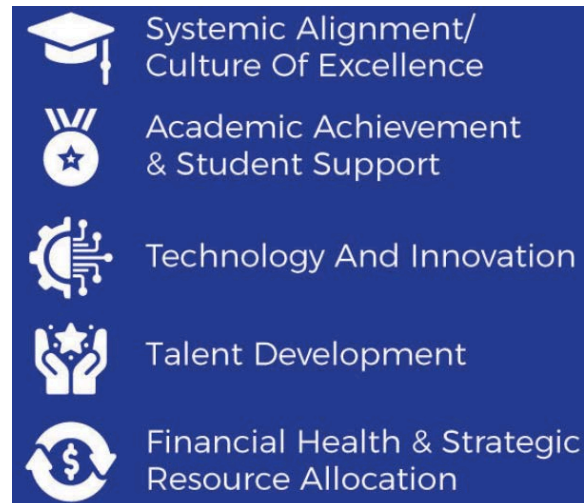 Systemic Alignment/
Culture Of Excellence
Academic Achievement
& Student Support
Technology And Innovation
Talent Development
Financial Health & Strategic
Resource Allocation